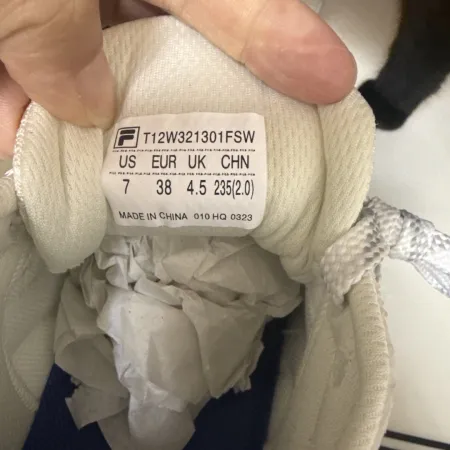 F T12W321301FSW
US EUR UK CHN
7 38 4.5 235(2.0)
MADE IN CHINA 010 HQ 0323